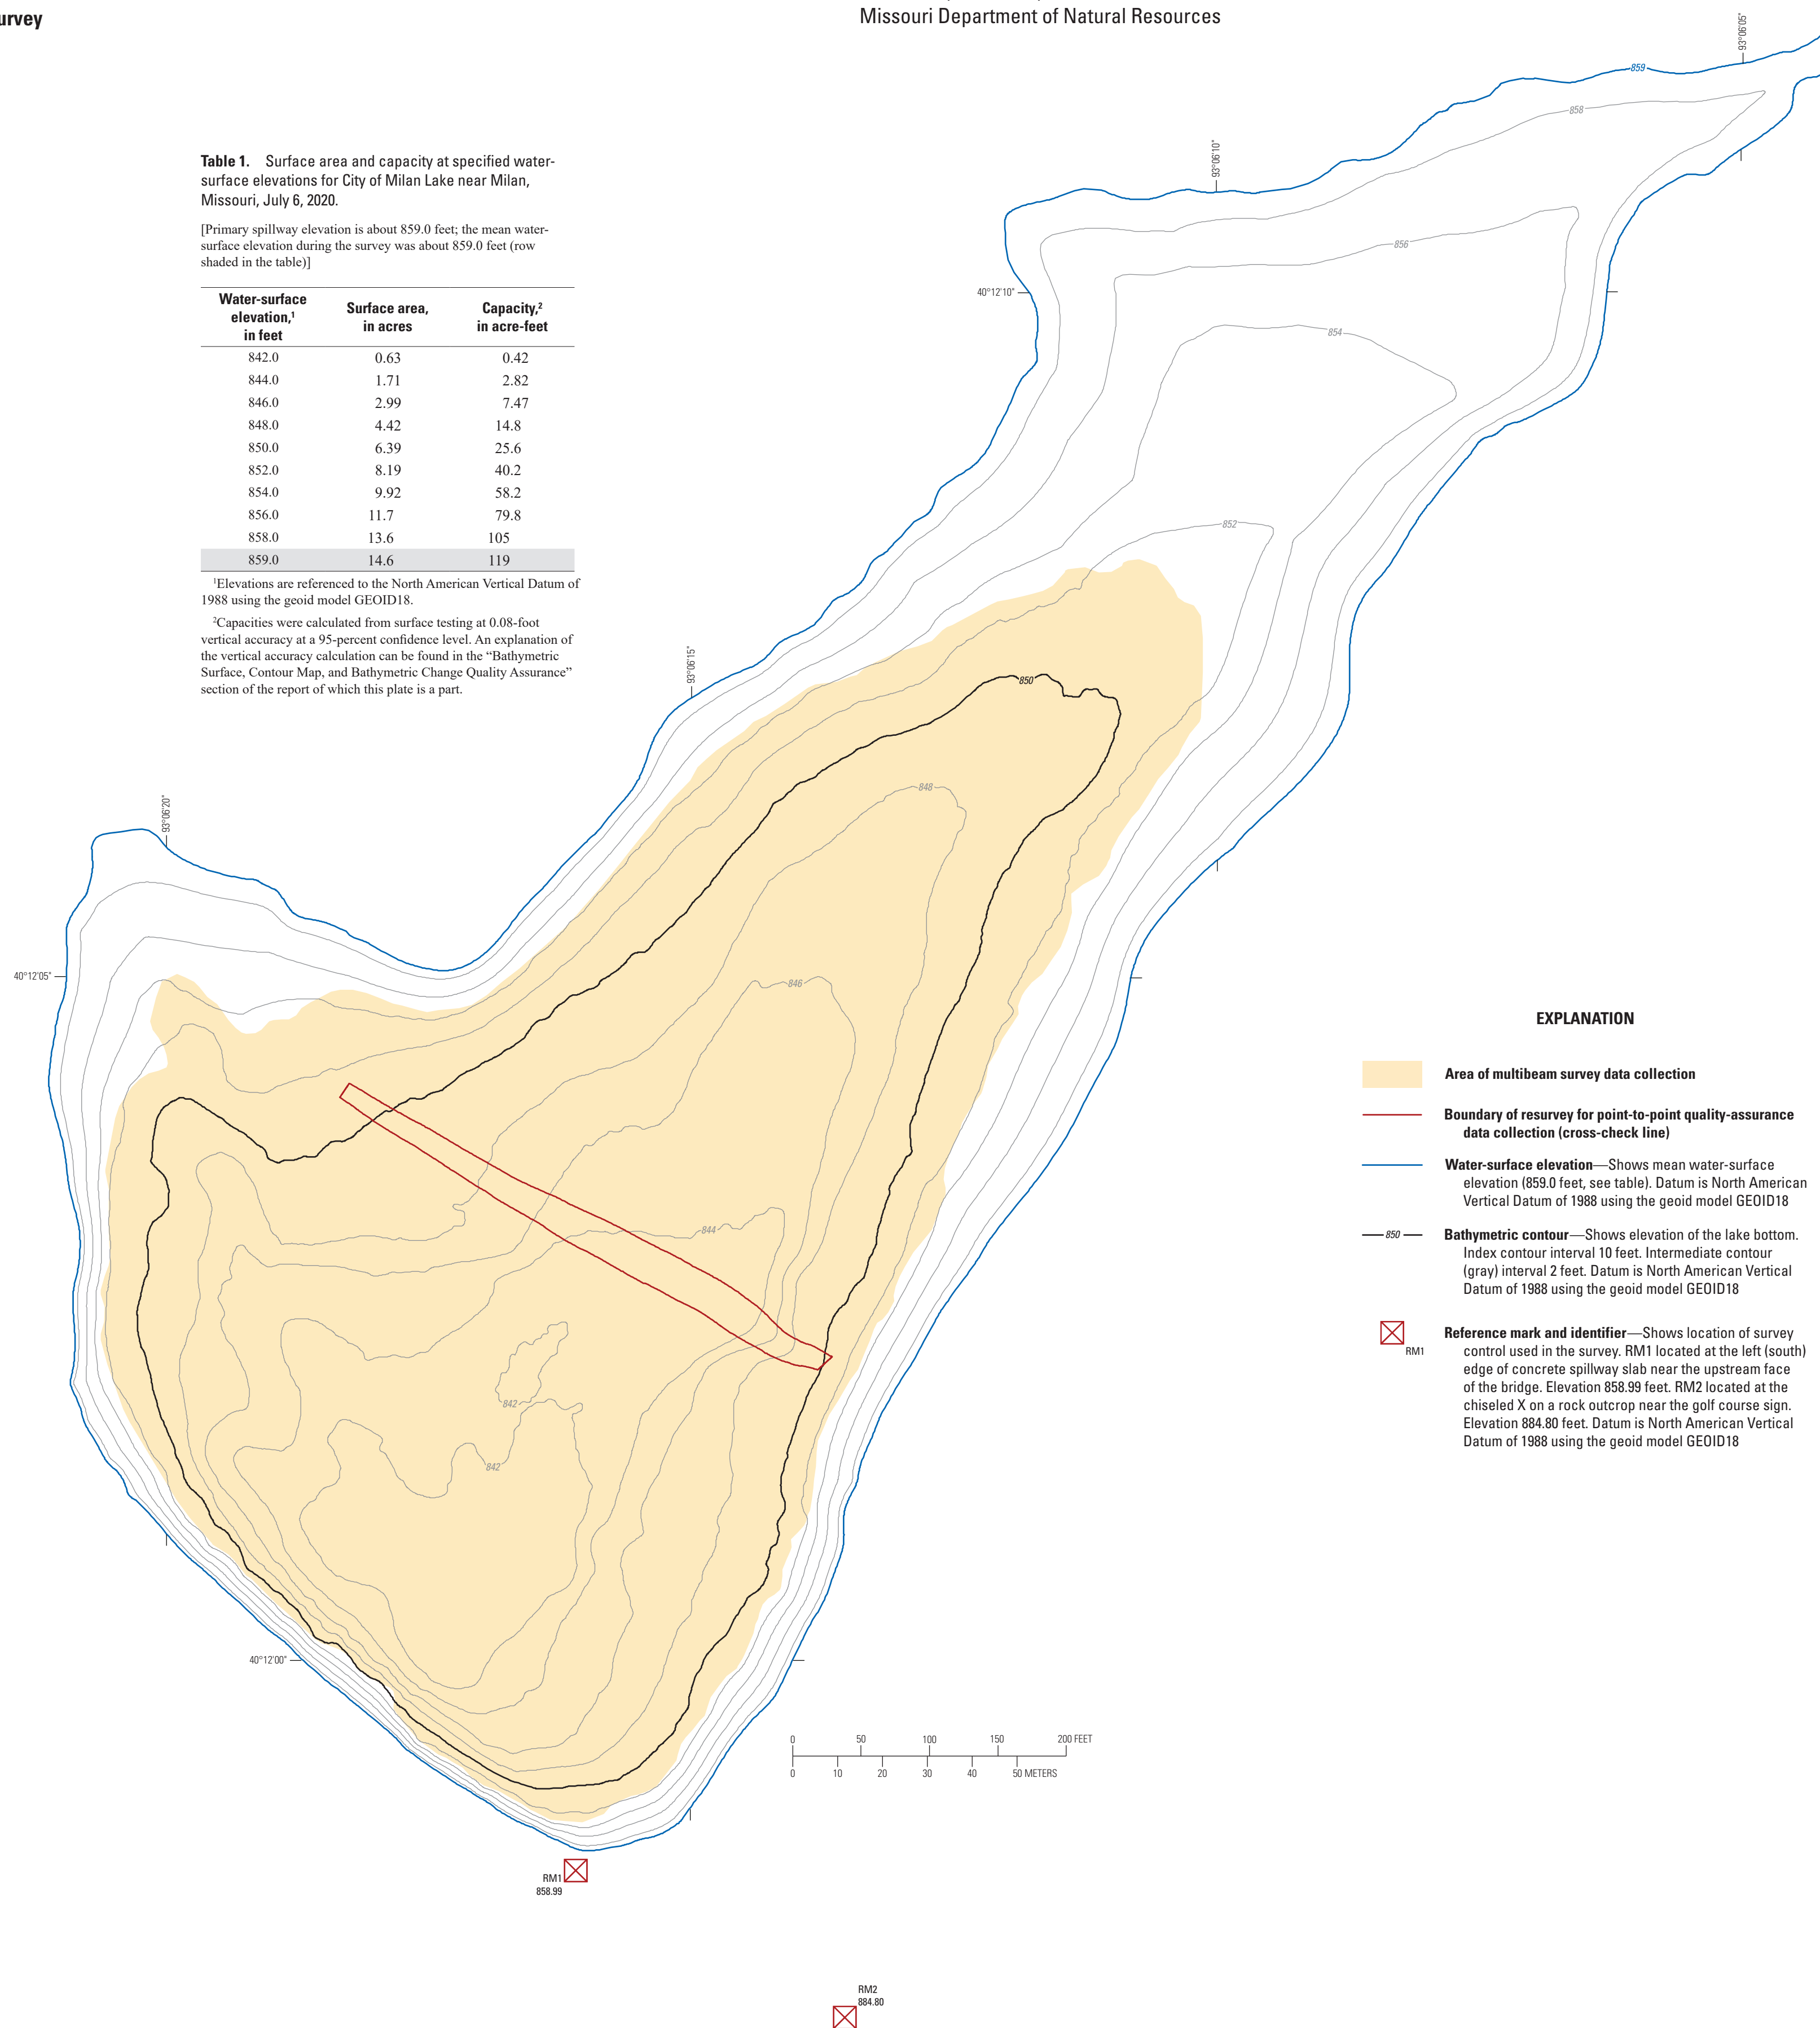 urvey
Missouri Department of Natural Resources
93°06'05"
859
858
93°06'10"
856
40°12'10"
854
852
Table 1. Surface area and capacity at specified water-
surface elevations for City of Milan Lake near Milan,
Missouri, July 6, 2020.
[Primary spillway elevation is about 859.0 feet; the mean water-
surface elevation during the survey was about 859.0 feet (row
shaded in the table)]
Water-surface elevation,1 in feet Surface area, in acres Capacity,2 in acre-feet
842.0 0.63 0.42
844.0 1.71 2.82
846.0 2.99 7.47
848.0 4.42 14.8
850.0 6.39 25.6
852.0 8.19 40.2
854.0 9.92 58.2
856.0 11.7 79.8
858.0 13.6 105
859.0 14.6 119
1Elevations are referenced to the North American Vertical Datum of
1988 using the geoid model GEOID18.
2Capacities were calculated from surface testing at 0.08-foot
vertical accuracy at a 95-percent confidence level. An explanation of
the vertical accuracy calculation can be found in the “Bathymetric
Surface, Contour Map, and Bathymetric Change Quality Assurance”
section of the report of which this plate is a part.
93°06'15"
850
848
93°06'20"
40°12'05"
846
844
842
842
40°12'00"
EXPLANATION
Area of multibeam survey data collection
Boundary of resurvey for point-to-point quality-assurance
data collection (cross-check line)
Water-surface elevation—Shows mean water-surface
elevation (859.0 feet, see table). Datum is North American
Vertical Datum of 1988 using the geoid model GEOID18
850
Bathymetric contour—Shows elevation of the lake bottom.
Index contour interval 10 feet. Intermediate contour
(gray) interval 2 feet. Datum is North American Vertical
Datum of 1988 using the geoid model GEOID18
RM1
Reference mark and identifier—Shows location of survey
control used in the survey. RM1 located at the left (south)
edge of concrete spillway slab near the upstream face
of the bridge. Elevation 858.99 feet. RM2 located at the
chiseled X on a rock outcrop near the golf course sign.
Elevation 884.80 feet. Datum is North American Vertical
Datum of 1988 using the geoid model GEOID18
0 50 100 150 200 FEET
0 10 20 30 40 50 METERS
RM1
858.99
RM2
884.80